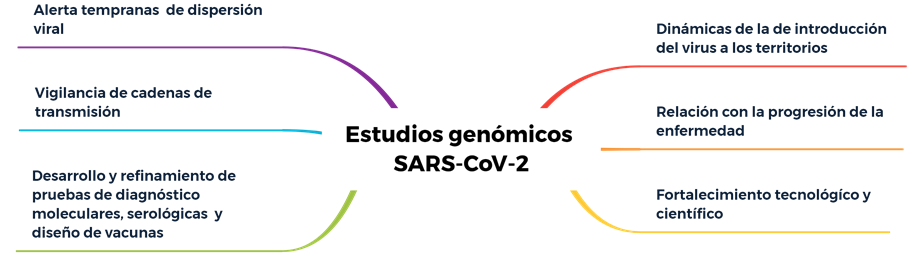 Alerta tempranas de dispersión
viral
Vigilancia de cadenas de
transmisión
Desarrollo y refinamiento de
pruebas de diagnóstico
moleculares, serológicas y
diseño de vacunas
Estudios genómicos
SARS-CoV-2
Dinámicas de la de introducción
del virus a los territorios
Relación con la progresión de la
enfermedad
Fortalecimiento tecnológíco y
científico